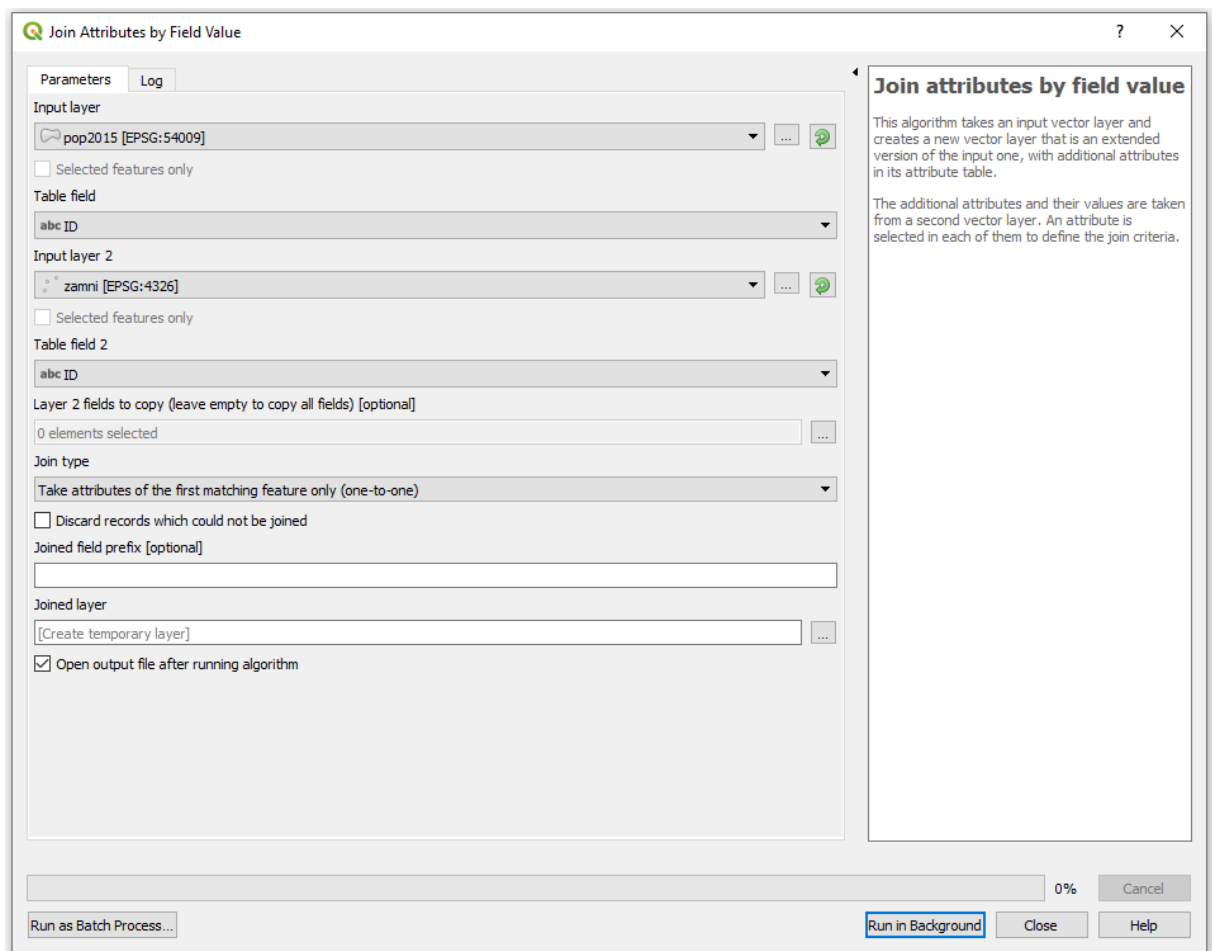 Join Attributes by Field Value
?
Parameters
Log
Input layer
pop2015 [EPSG:54009]
...
Selected features only
Table field
abc ID
Input layer 2
zamni [EPSG:4326]
...
Selected features only
Table field 2
abc ID
Layer 2 fields to copy (leave empty to copy all fields) [optional]
0 elements selected
...
Join type
Take attributes of the first matching feature only (one-to-one)
Discard records which could not be joined
Joined field prefix [optional]
Joined layer
[Create temporary layer]
...
Open output file after running algorithm
Join attributes by field value
This algorithm takes an input vector layer and
creates a new vector layer that is an extended
version of the input one, with additional attributes
in its attribute table.
The additional attributes and their values are taken
from a second vector layer. An attribute is
selected in each of them to define the join criteria.
0%
Cancel
Run as Batch Process...
Run in Background
Close
Help